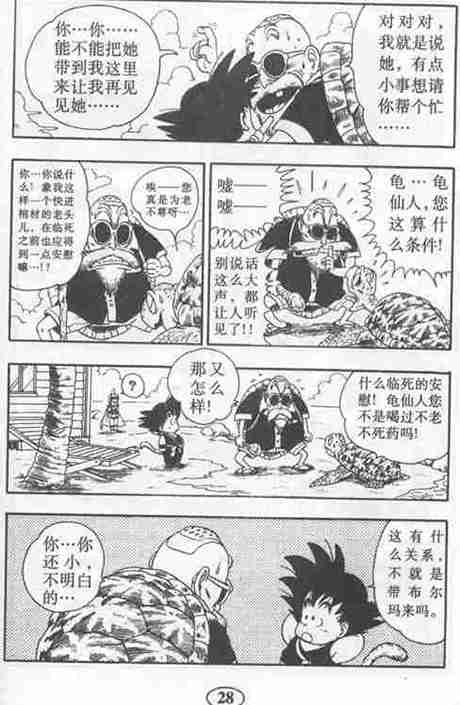 对对对,
我就是说
她,有点
小事想请
你帮个忙
……
你…你……
能不能把她
带到我这里
来让我再见
见她……
龟…龟
仙人,您
这算什
么条件!
嘘——
嘘——
别说话
这么大
声,都
让人听
见了!!
唉——您
真是为老
不尊呀…
你…你说什
么!象我这
样一个快进
棺材的老头
儿,在临死
之前也应得
到一点安慰
嘛…!?
什么临死的安
慰!龟仙人您
不是喝过不老
不死药吗!
那又
怎么
样!
?
这有什
么关系,
不就是
带布尔
玛来吗。
你…你
还小,
不明白
的…
28